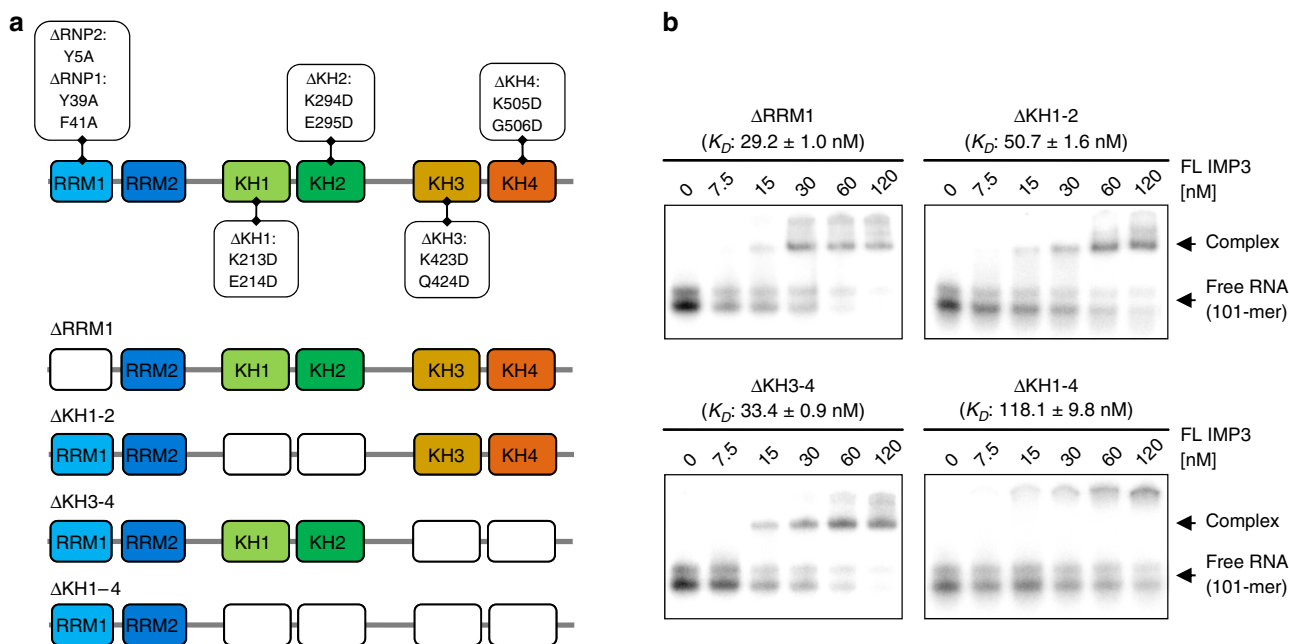 a
ΔRNP2:
Y5A
ΔRNP1:
Y39A
F41A
ΔKH2:
K294D
E295D
ΔKH4:
K505D
G506D
RRM1 RRM2 KH1 KH2 KH3 KH4
ΔKH1:
K213D
E214D
ΔKH3:
K423D
Q424D
ΔRRM1
RRM2 KH1 KH2 KH3 KH4
ΔKH1-2
RRM1 RRM2 KH3 KH4
ΔKH3-4
RRM1 RRM2 KH1 KH2
ΔKH1–4
RRM1 RRM2
b
ΔRRM1
(K_D: 29.2 ± 1.0 nM)
0 7.5 15 30 60 120
ΔKH1-2
(K_D: 50.7 ± 1.6 nM)
0 7.5 15 30 60 120
FL IMP3
[nM]
Complex
Free RNA
(101-mer)
ΔKH3-4
(K_D: 33.4 ± 0.9 nM)
0 7.5 15 30 60 120
ΔKH1-4
(K_D: 118.1 ± 9.8 nM)
0 7.5 15 30 60 120
FL IMP3
[nM]
Complex
Free RNA
(101-mer)